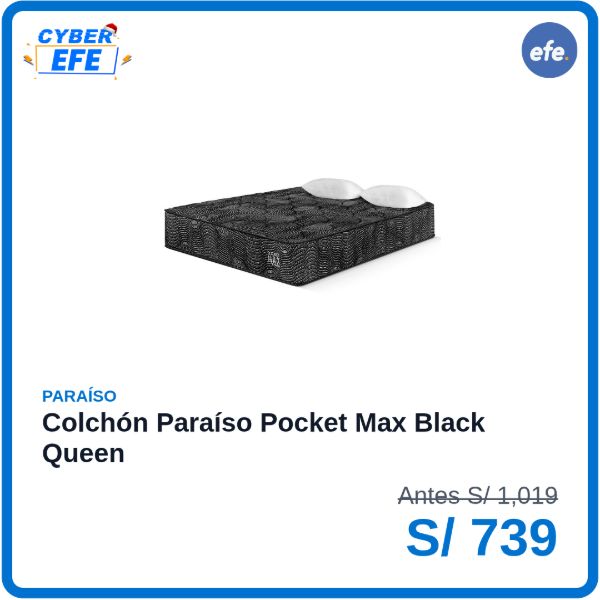 CYBER
EFE
efe.
PARAÍSO
Colchón Paraíso Pocket Max Black
Queen
Antes S/ 1,019
S/ 739